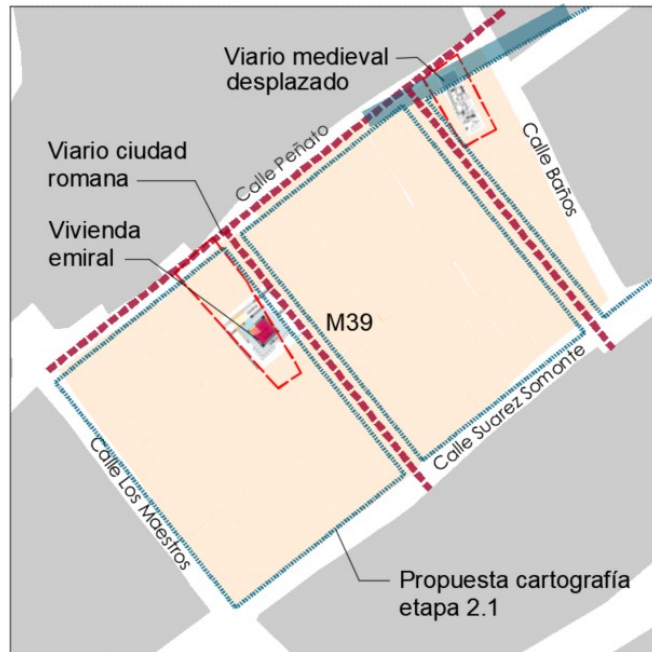 Viario medieval
desplazado
Viario ciudad
romana
Calle Peñato
Calle Baños
Vivienda
emiral
M39
Calle Suarez Somonte
Calle Los Maestros
Propuesta cartografía
etapa 2.1